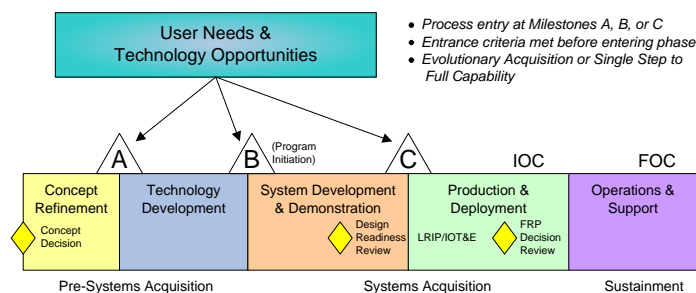 User Needs &
Technology Opportunities
• Process entry at Milestones A, B, or C
• Entrance criteria met before entering phase
• Evolutionary Acquisition or Single Step to
Full Capability
A
B
(Program
Initiation)
C
IOC
FOC
Concept
Refinement
Technology
Development
System Development
& Demonstration
Production &
Deployment
Operations &
Support
Concept
Decision
Design
Readiness
Review
LRIP/IOT&E
FRP
Decision
Review
Pre-Systems Acquisition
Systems Acquisition
Sustainment